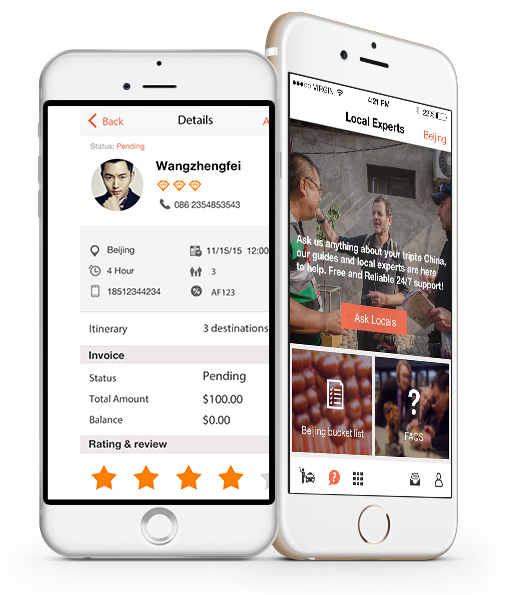 Back
Details
A
Status: Pending
Wangzhengfei
086 2354853543
Beijing
11/15/15 12:00
4 Hour
3
18512344234
AF123
Itinerary
3 destinations
Invoice
Status
Pending
Total Amount
$100.00
Balance
$0.00
Rating & review
VIRGIN
4:21 PM
22%
Local Experts
Beijing
Ask us anything about your tripto China,
our guides and local experts are here
to help. Free and Reliable 24/7 support!
Ask Locals
Beijing bucket list
?
FAQS
?